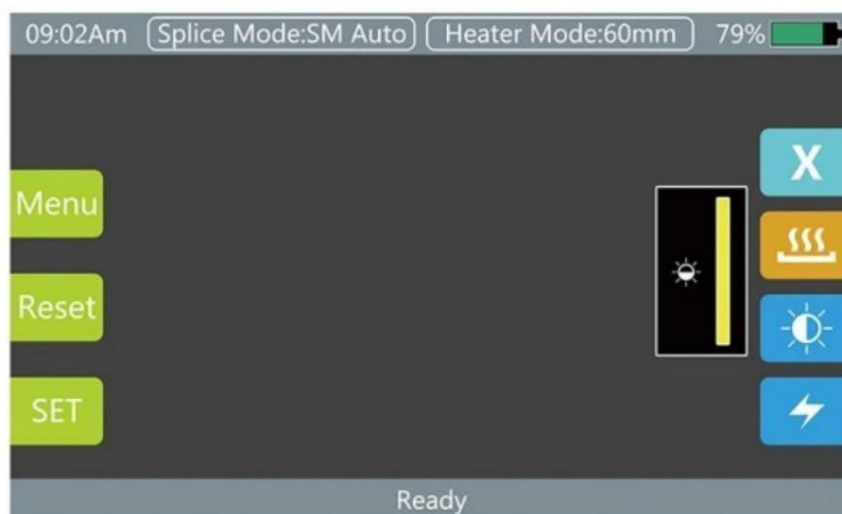 09:02Am Splice Mode:SM Auto Heater Mode:60mm 79%
X
Menu
Reset
SET
Ready